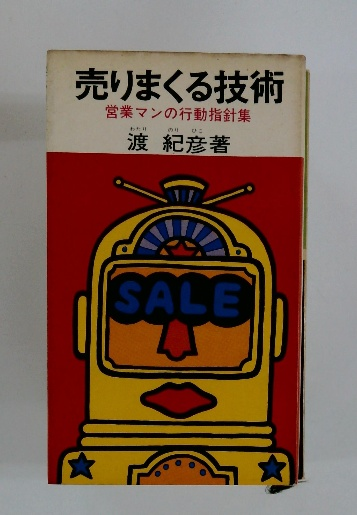 売りまくる技術
営業マンの行動指針集
わたり のり ひこ
渡 紀彦著
SALE